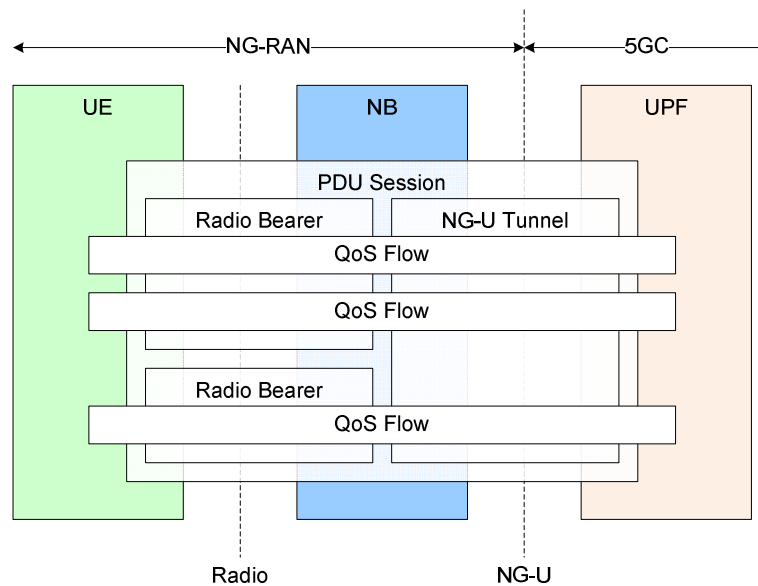 NG-RAN
5GC
UE
NB
UPF
PDU Session
Radio Bearer
NG-U Tunnel
QoS Flow
QoS Flow
Radio Bearer
QoS Flow
Radio
NG-U